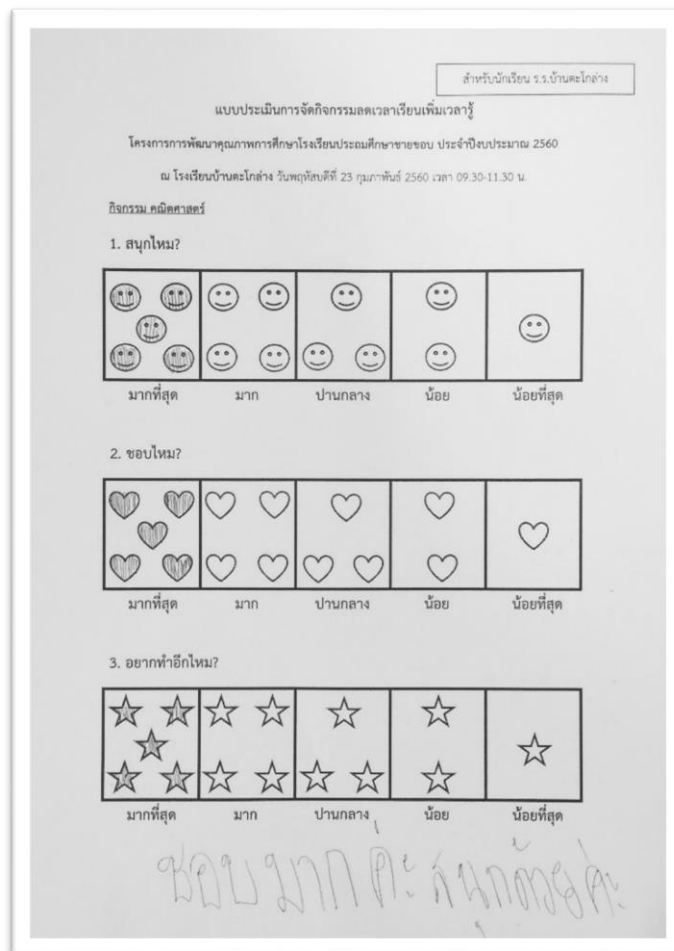 สำหรับนักเรียน ร.ร.บ้านตะโกล่าง
แบบประเมินการจัดกิจกรรมลดเวลาเรียนเพิ่มเวลารู้
โครงการการพัฒนาคุณภาพการศึกษาโรงเรียนประถมศึกษาชายขอบ ประจำปีงบประมาณ 2560
ณ โรงเรียนบ้านตะโกล่าง วันพฤหัสบดีที่ 23 กุมภาพันธ์ 2560 เวลา 09.30-11.30 น.
กิจกรรม คณิตศาสตร์
1. สนุกไหม?
มากที่สุด มาก ปานกลาง น้อย น้อยที่สุด
2. ชอบไหม?
มากที่สุด มาก ปานกลาง น้อย น้อยที่สุด
3. อยากทำอีกไหม?
มากที่สุด มาก ปานกลาง น้อย น้อยที่สุด
ชอบมากค่ะ สนุกด้วยค่ะ